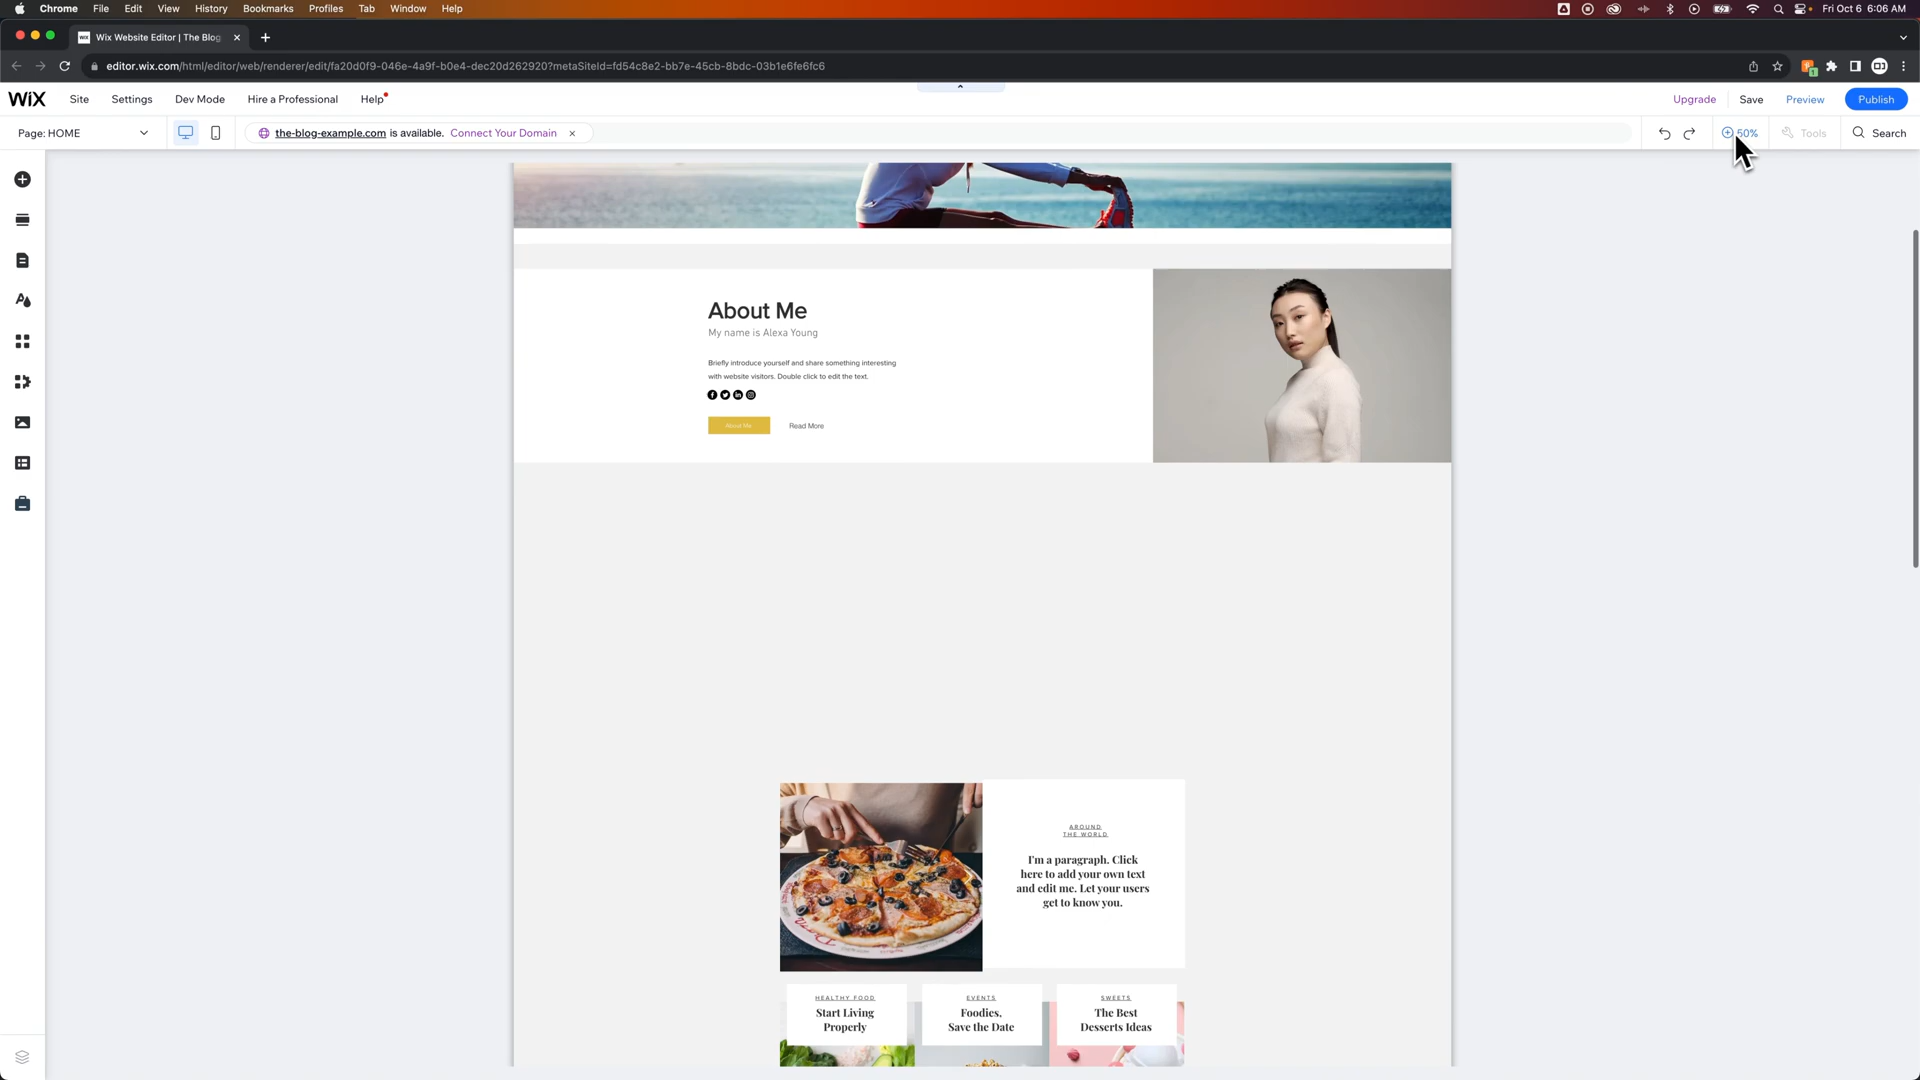 Chrome File Edit View History Bookmarks Profiles Tab Window Help
Fri Oct 6 6:06 AM
Wix Website Editor | The Blog
editor.wix.com/html/editor/web/renderer/edit/fa20d0f9-046e-4a9f-b0e4-dec20d262920?metaSiteId=fd54c8e2-bb7e-45cb-8bdc-03b1e6fe6fc6
WiX Site Settings Dev Mode Hire a Professional Help
Upgrade Save Preview Publish
Page: HOME
the-blog-example.com is available. Connect Your Domain
50% Tools Search
About Me
My name is Alexa Young
Briefly introduce yourself and share something interesting
with website visitors. Double click to edit the text.
About Me Read More
AROUND
THE WORLD
I'm a paragraph. Click
here to add your own text
and edit me. Let your users
get to know you.
HEALTHY FOOD
Start Living
Properly
EVENTS
Foodies,
Save the Date
SWEETS
The Best
Desserts Ideas